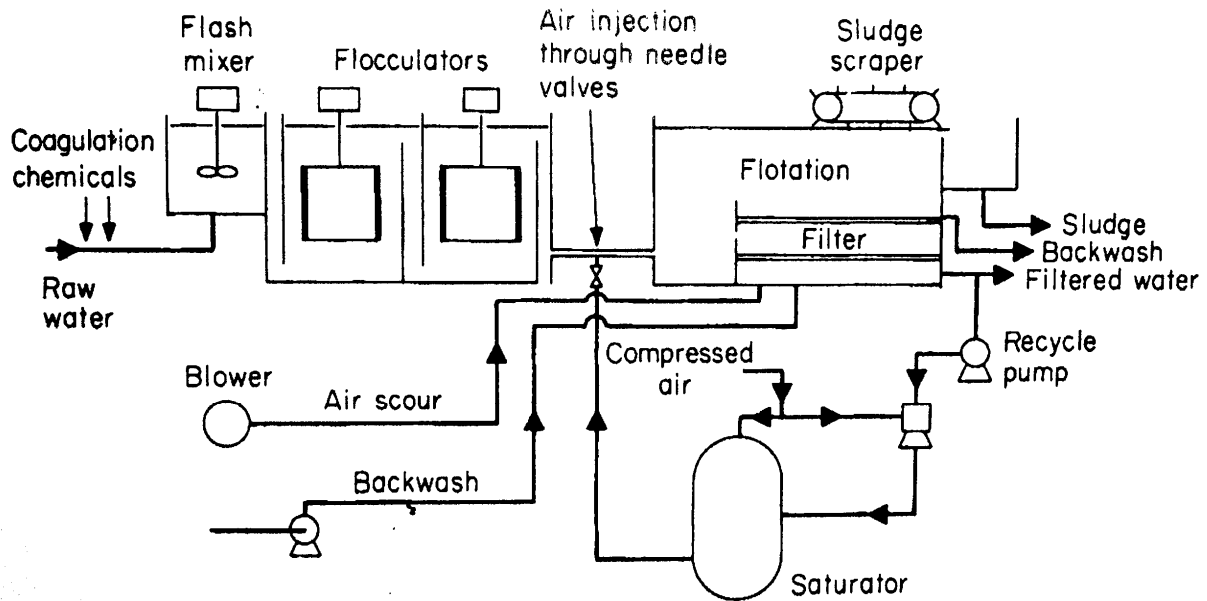 Flash
mixer
Flocculators
Air injection
through needle
valves
Sludge
scraper
Coagulation
chemicals
Flotation
Filter
Sludge
Backwash
Filtered water
Raw
water
Compressed
air
Recycle
pump
Blower
Air scour
Backwash
Saturator